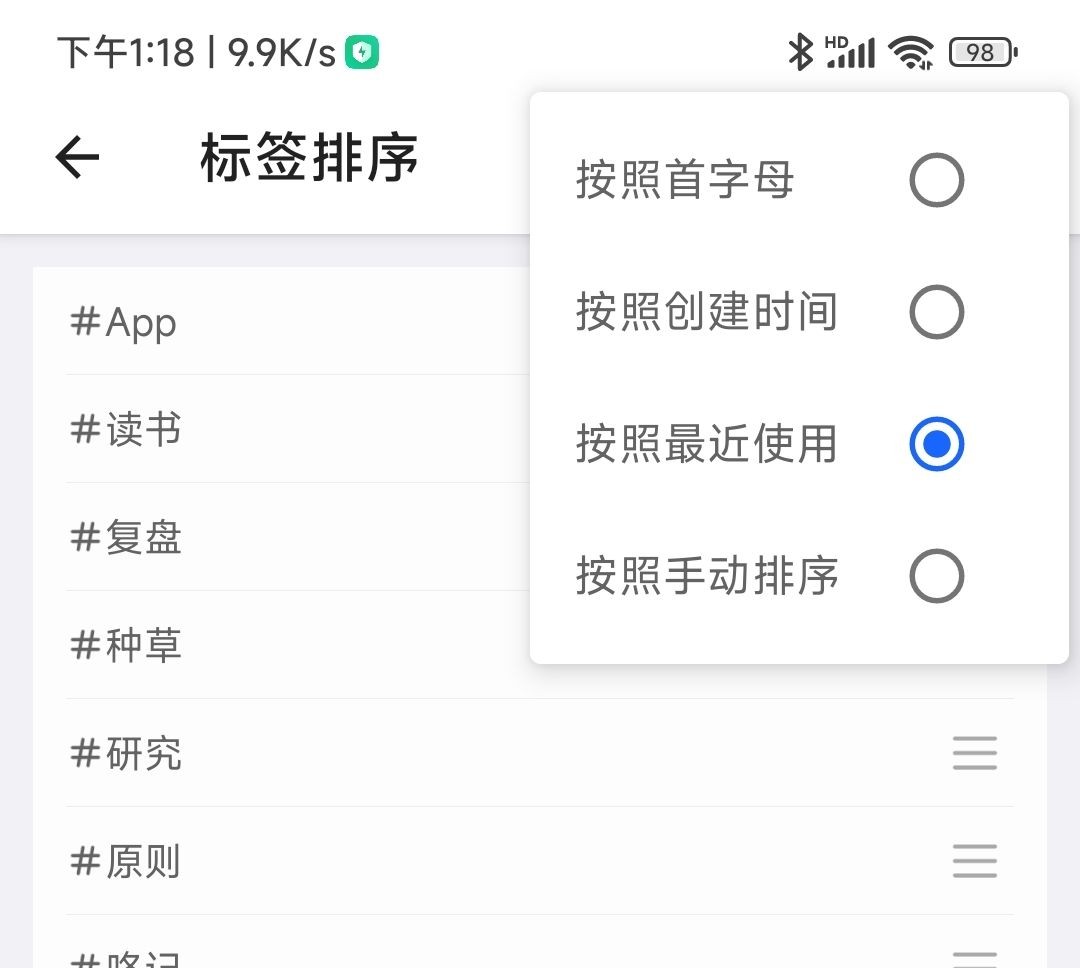 下午1:18 | 9.9K/s
HD
98
标签排序
按照首字母
按照创建时间
按照最近使用
按照手动排序
#App
#读书
#复盘
#种草
#研究
#原则